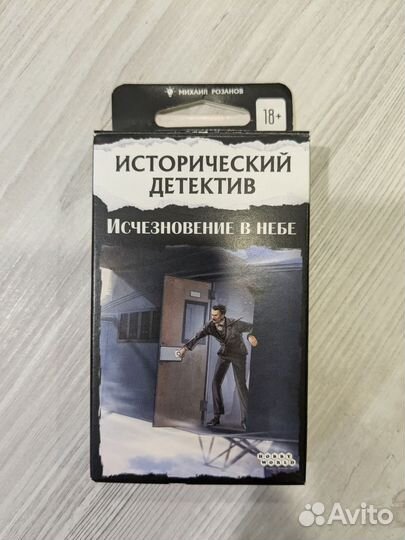 МИХАИЛ РОЗАНОВ
18+
ИСТОРИЧЕСКИЙ
ДЕТЕКТИВ
ИСЧЕЗНОВЕНИЕ В НЕБЕ
HOBBY
WORLD
Avito